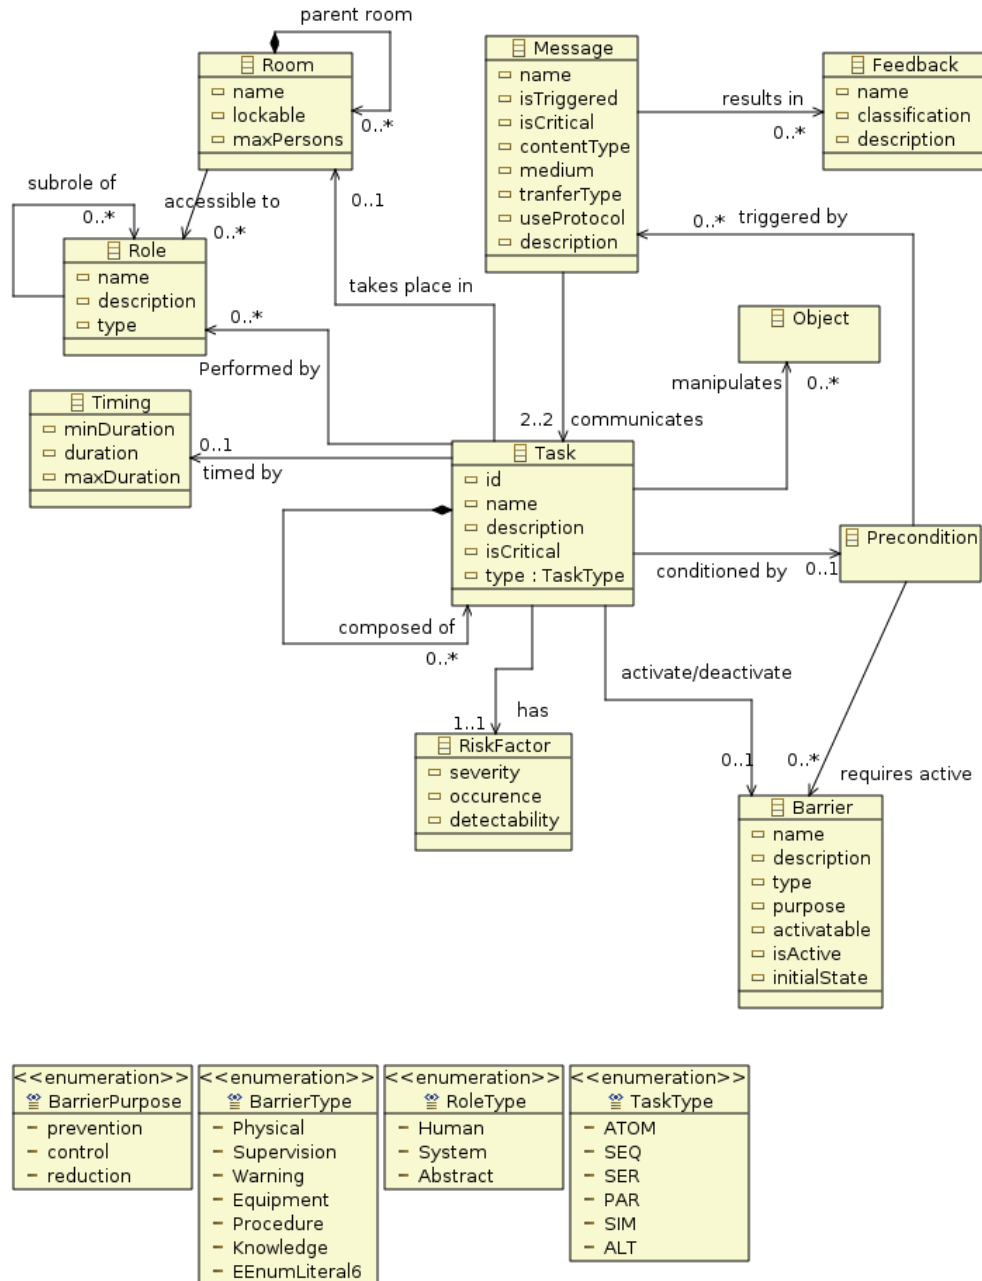 parent room
Room
name
lockable
maxPersons
0..*
Message
name
isTriggered
isCritical
contentType
medium
tranferType
useProtocol
description
results in
0..*
Feedback
name
classification
description
subrole of
0..*
accessible to
0..*
0..1
Role
name
description
type
takes place in
0..*
triggered by
0..*
Performed by
Object
manipulates
0..*
Timing
minDuration
duration
maxDuration
0..1
timed by
2..2
communicates
Task
id
name
description
isCritical
type : TaskType
conditioned by
0..1
Precondition
composed of
0..*
activate/deactivate
has
1..1
RiskFactor
severity
occurence
detectability
0..1
0..*
requires active
Barrier
name
description
type
purpose
activatable
isActive
initialState
<<enumeration>>
BarrierPurpose
prevention
control
reduction
<<enumeration>>
BarrierType
Physical
Supervision
Warning
Equipment
Procedure
Knowledge
EEnumLiteral6
<<enumeration>>
RoleType
Human
System
Abstract
<<enumeration>>
TaskType
ATOM
SEQ
SER
PAR
SIM
ALT